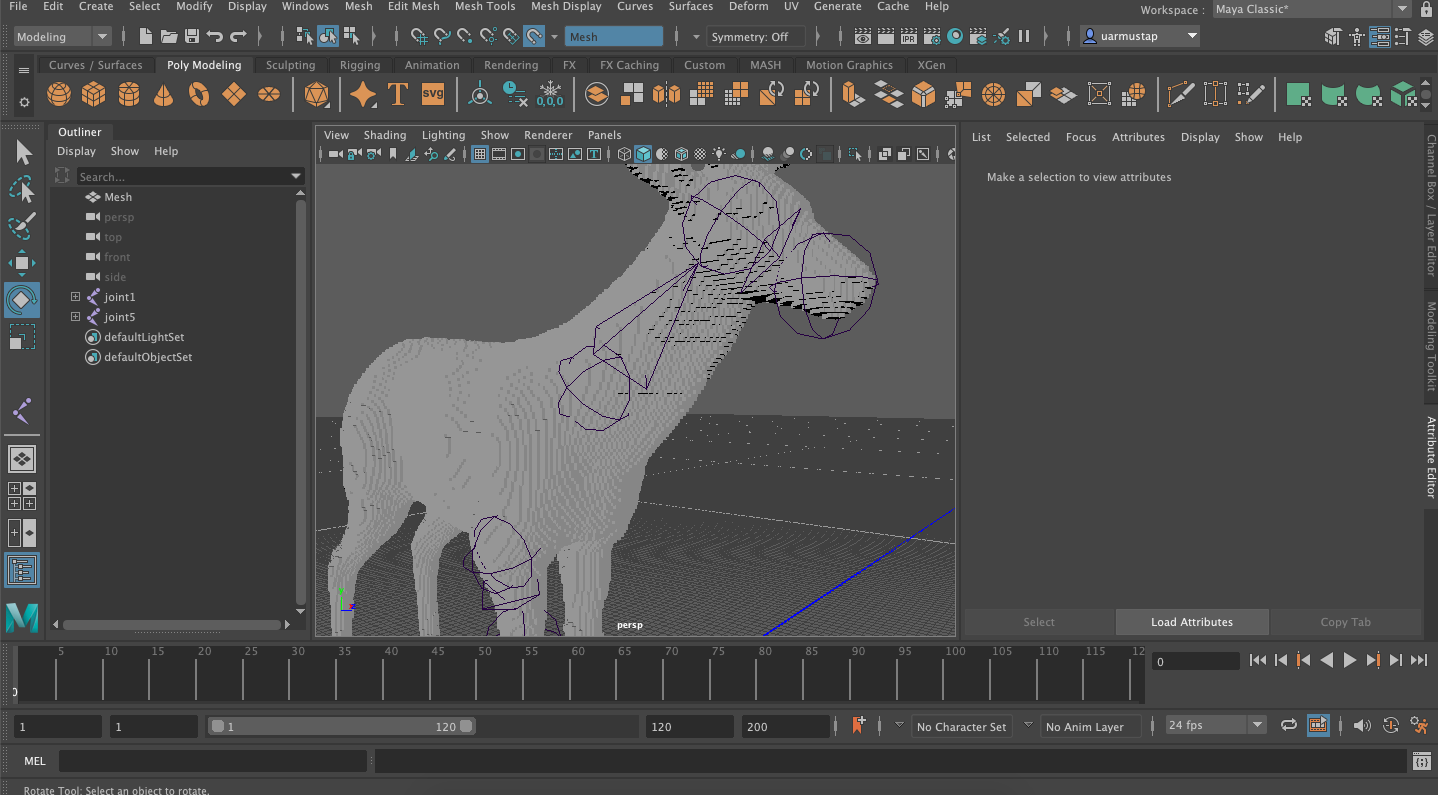 File Edit Create Select Modify Display Windows Mesh Edit Mesh Mesh Tools Mesh Display Curves Surfaces Deform UV Generate Cache Help
Workspace : Maya Classic*
Modeling Mesh Symmetry: Off uarmustap
Curves / Surfaces Poly Modeling Sculpting Rigging Animation Rendering FX FX Caching Custom MASH Motion Graphics XGen
T SVG 0,0,0
IPR
Outliner
Display Show Help
Search...
Mesh
persp
top
front
side
joint1
joint5
defaultLightSet
defaultObjectSet
View Shading Lighting Show Renderer Panels
persp
List Selected Focus Attributes Display Show Help
Make a selection to view attributes
Select Load Attributes Copy Tab
Channel Box / Layer Editor
Modeling Toolkit
Attribute Editor
5 10 15 20 25 30 35 40 45 50 55 60 65 70 75 80 85 90 95 100 105 110 115 12
0
0
1 1 1 120 120 200 No Character Set No Anim Layer 24 fps
MEL
Rotate Tool: Select an object to rotate.